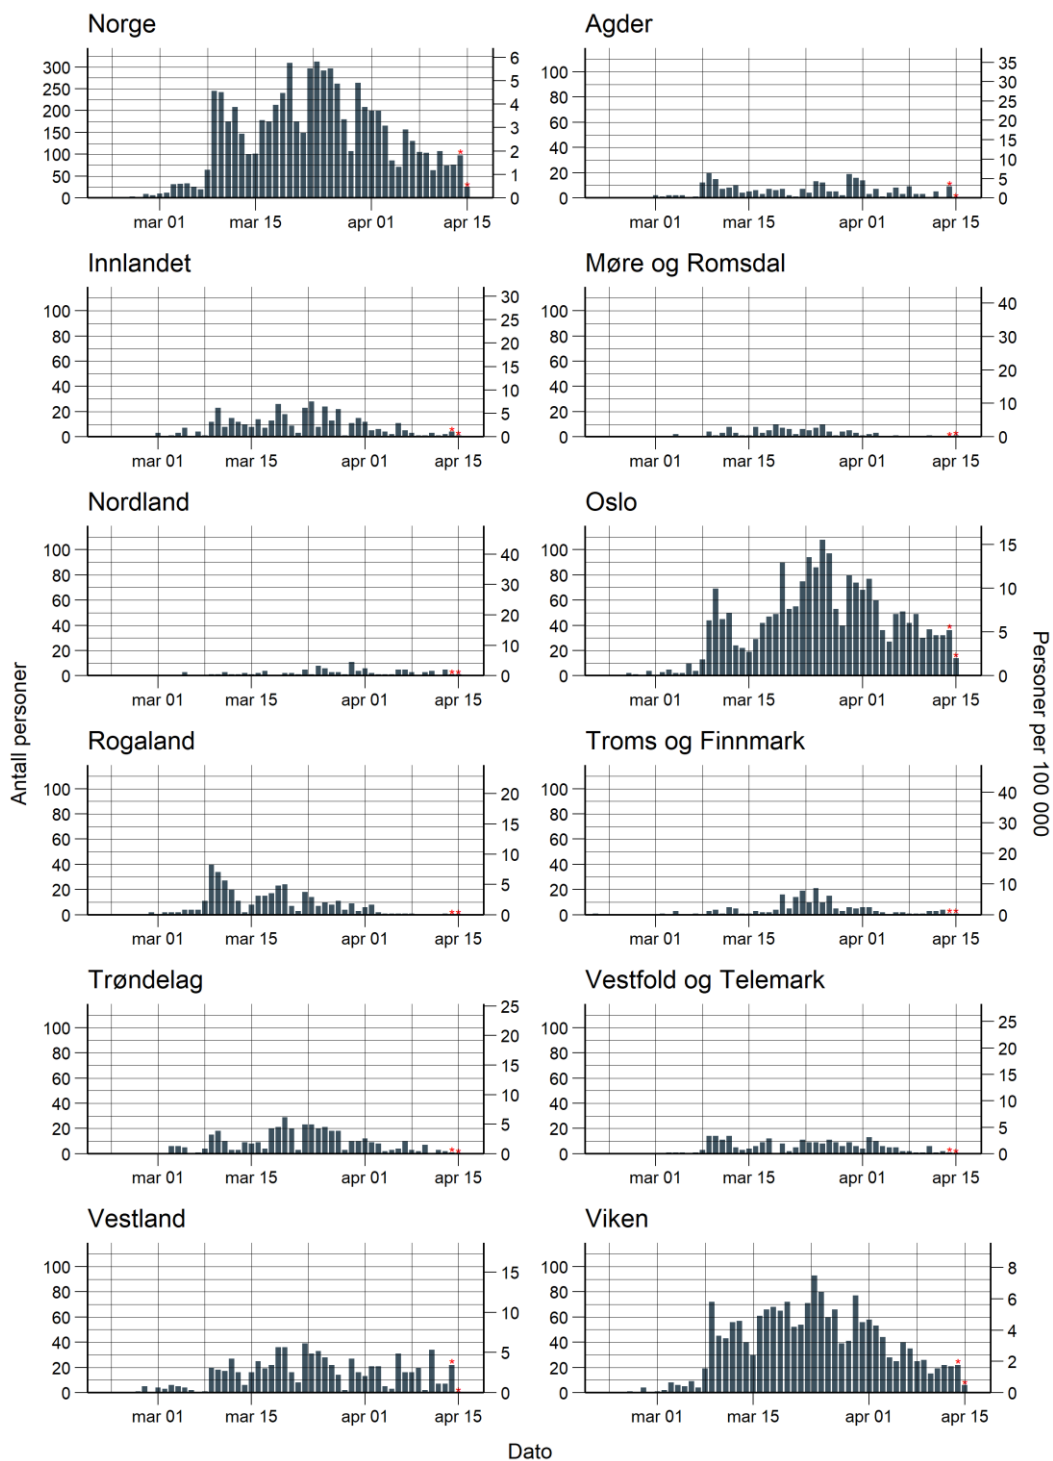 Norge Agder
300 6 100 35
250 5 80 30
200 4 60 25
150 3 40 20
100 2 20 15
50 1 0 10
0 0 5
0
mar 01 mar 15 apr 01 apr 15 mar 01 mar 15 apr 01 apr 15
Innlandet Møre og Romsdal
100 30 100 40
80 25 80 30
60 20 60 20
40 15 40 10
20 10 20 0
0 5 0
0
mar 01 mar 15 apr 01 apr 15 mar 01 mar 15 apr 01 apr 15
Nordland Oslo
100 40 100 15
80 30 80 10
60 20 60 5
40 10 40 0
20 0 20
0 0
mar 01 mar 15 apr 01 apr 15 mar 01 mar 15 apr 01 apr 15
Antall personer
Personer per 100 000
Rogaland Troms og Finnmark
100 20 100 40
80 15 80 30
60 10 60 20
40 5 40 10
20 0 20 0
0 0
mar 01 mar 15 apr 01 apr 15 mar 01 mar 15 apr 01 apr 15
Trøndelag Vestfold og Telemark
100 25 100 25
80 20 80 20
60 15 60 15
40 10 40 10
20 5 20 5
0 0 0 0
mar 01 mar 15 apr 01 apr 15 mar 01 mar 15 apr 01 apr 15
Vestland Viken
100 15 100 8
80 10 80 6
60 5 60 4
40 0 40 2
20 20 0
0 0
mar 01 mar 15 apr 01 apr 15 mar 01 mar 15 apr 01 apr 15
Dato